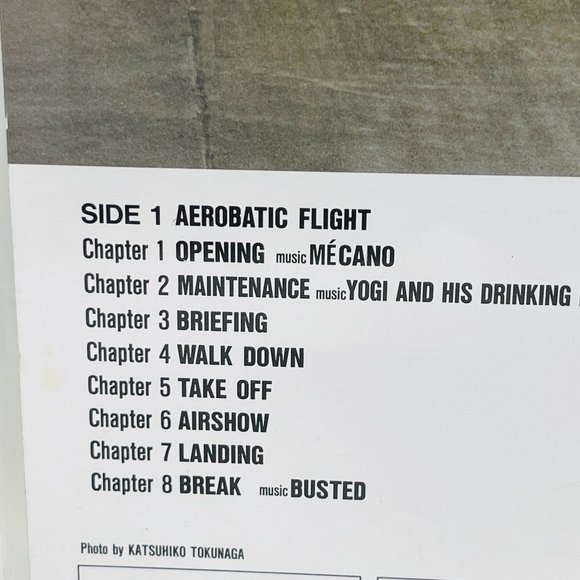 SIDE 1 AEROBATIC FLIGHT
Chapter 1 OPENING music MÉCANO
Chapter 2 MAINTENANCE music YOGI AND HIS DRINKING
Chapter 3 BRIEFING
Chapter 4 WALK DOWN
Chapter 5 TAKE OFF
Chapter 6 AIRSHOW
Chapter 7 LANDING
Chapter 8 BREAK music BUSTED
Photo by KATSUHIKO TOKUNAGA